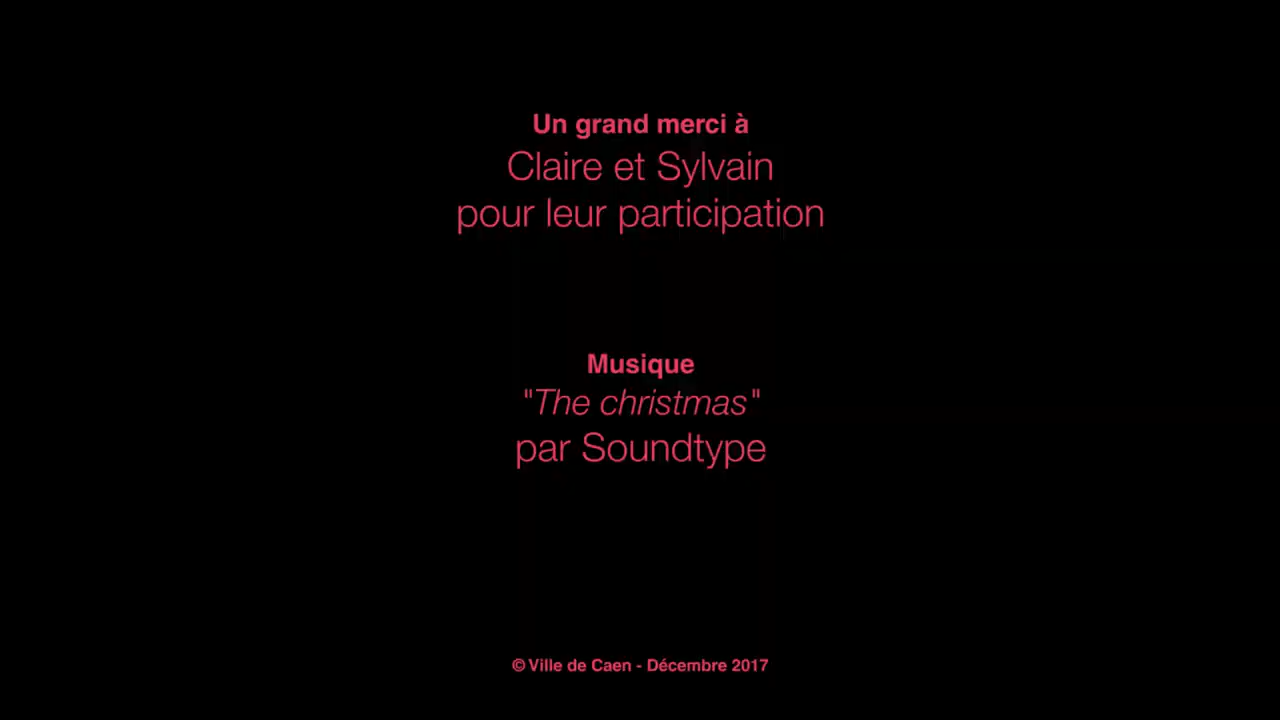 Un grand merci à
Claire et Sylvain
pour leur participation
Musique
"The christmas"
par Soundtype
© Ville de Caen - Décembre 2017